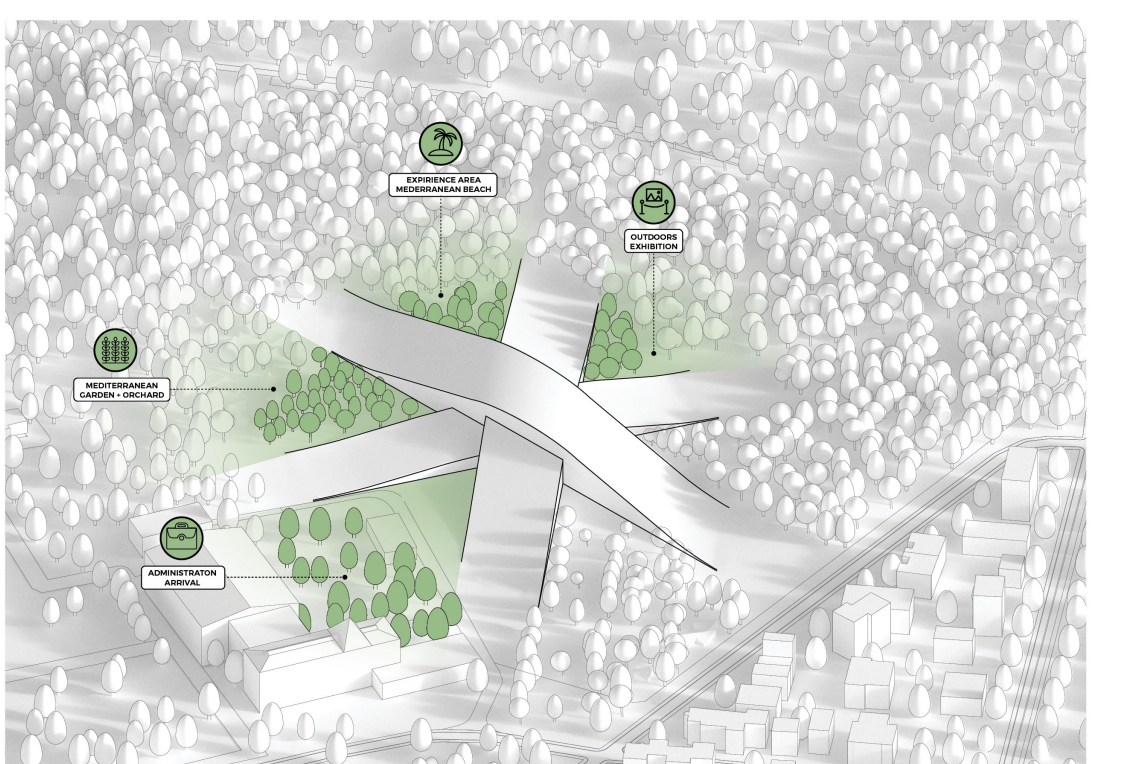 EXPIRIENCE AREA
MEDERRANEAN BEACH
OUTDOORS
EXHIBITION
MEDITERRANEAN
GARDEN + ORCHARD
ADMINISTRATON
ARRIVAL